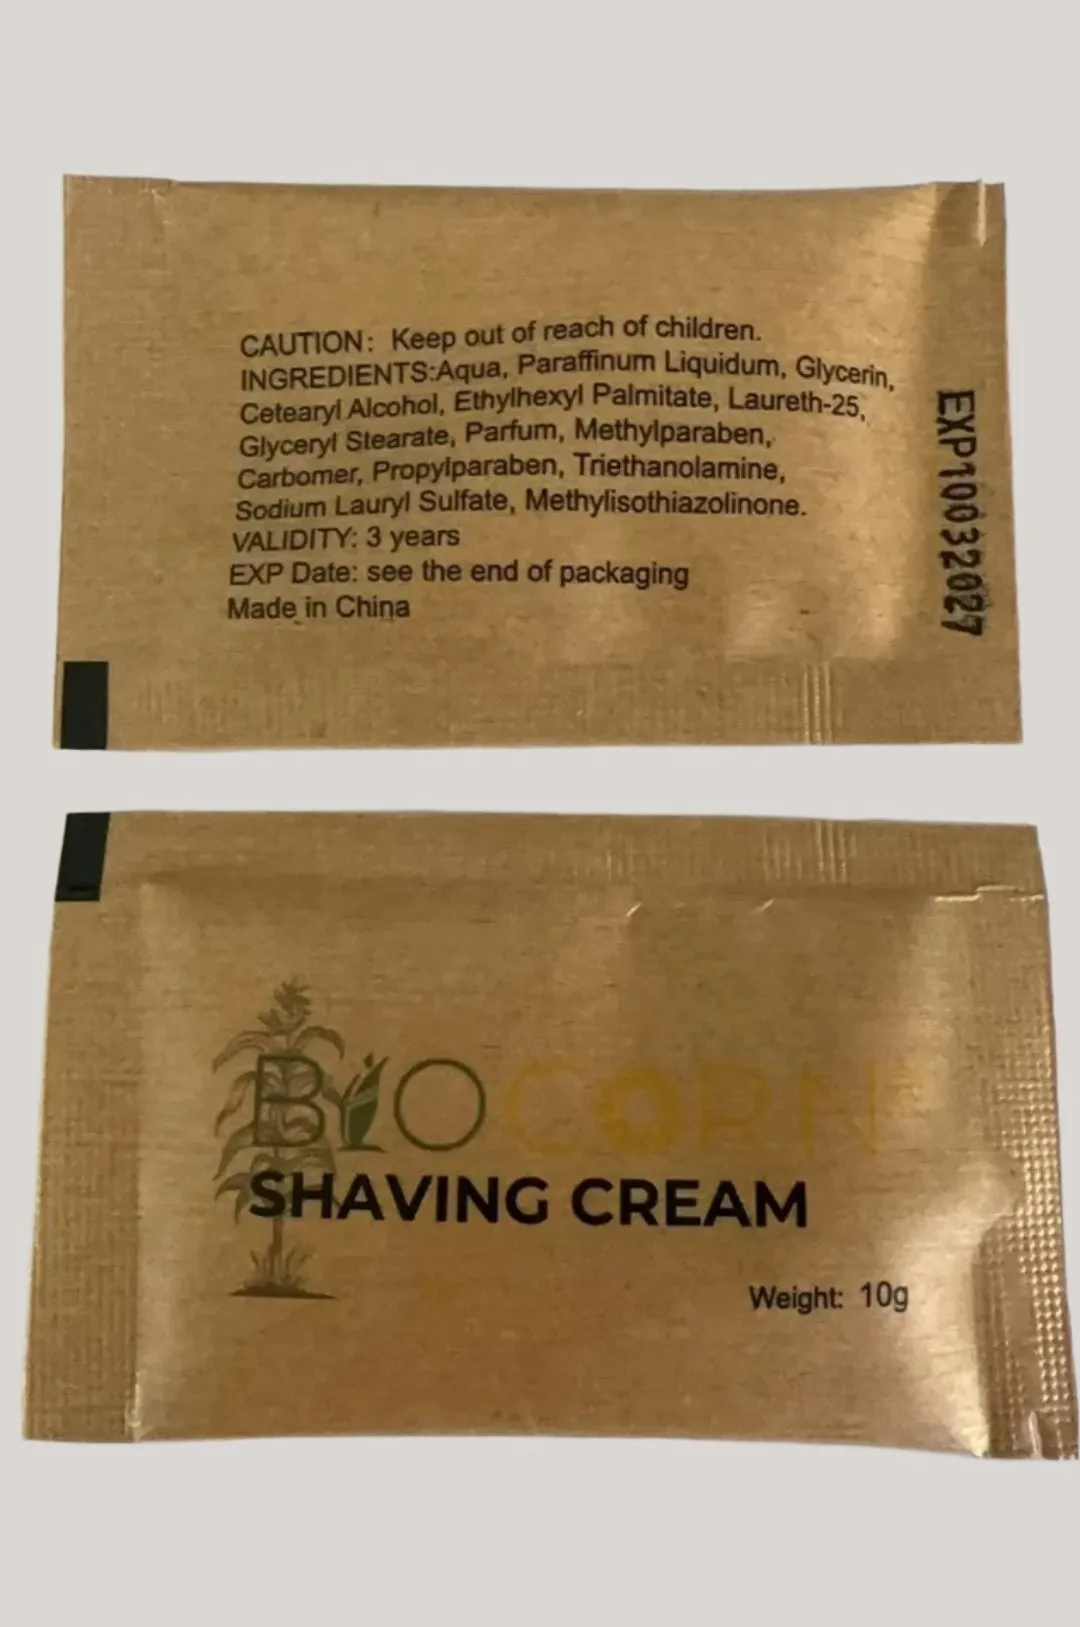 CAUTION: Keep out of reach of children.
INGREDIENTS:Aqua, Paraffinum Liquidum, Glycerin,
Cetearyl Alcohol, Ethylhexyl Palmitate, Laureth-25,
Glyceryl Stearate, Parfum, Methylparaben,
Carbomer, Propylparaben, Triethanolamine,
Sodium Lauryl Sulfate, Methylisothiazolinone.
VALIDITY: 3 years
EXP Date: see the end of packaging
Made in China
EXP10032027
BIOCORN
SHAVING CREAM
Weight: 10g